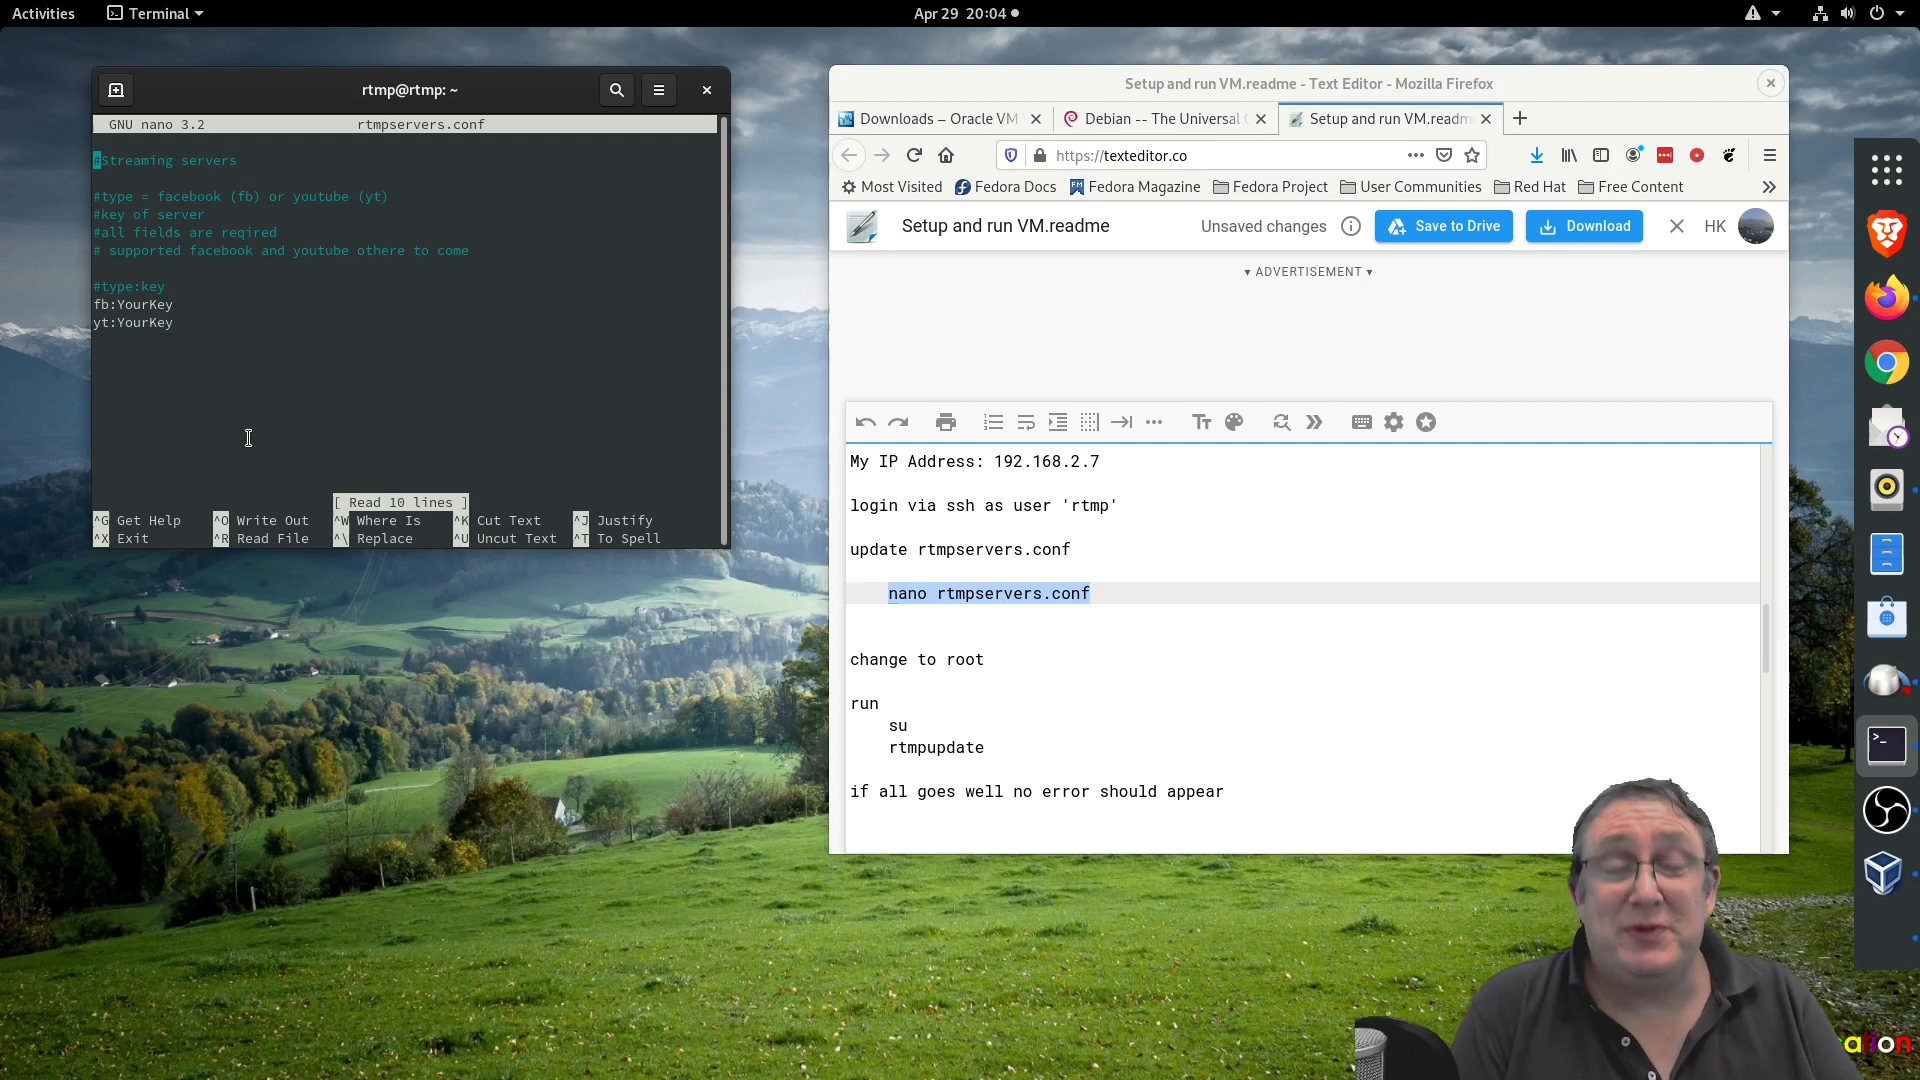 Activities
Terminal
Apr 29 20:04
rtmp@rtmp: ~
GNU nano 3.2 rtmpservers.conf
#Streaming servers
#type = facebook (fb) or youtube (yt)
#key of server
#all fields are reqired
# supported facebook and youtube othere to come
#type:key
fb:YourKey
yt:YourKey
[ Read 10 lines ]
^G Get Help ^O Write Out ^W Where Is ^K Cut Text ^J Justify
^X Exit ^R Read File ^\ Replace ^U Uncut Text ^T To Spell
Setup and run VM.readme - Text Editor - Mozilla Firefox
Downloads – Oracle VM
Debian -- The Universal
Setup and run VM.readm
https://texteditor.co
Most Visited Fedora Docs Fedora Magazine Fedora Project User Communities Red Hat Free Content
Setup and run VM.readme
Unsaved changes
Save to Drive
Download
HK
▾ ADVERTISEMENT ▾
My IP Address: 192.168.2.7
login via ssh as user 'rtmp'
update rtmpservers.conf
nano rtmpservers.conf
change to root
run
su
rtmpupdate
if all goes well no error should appear